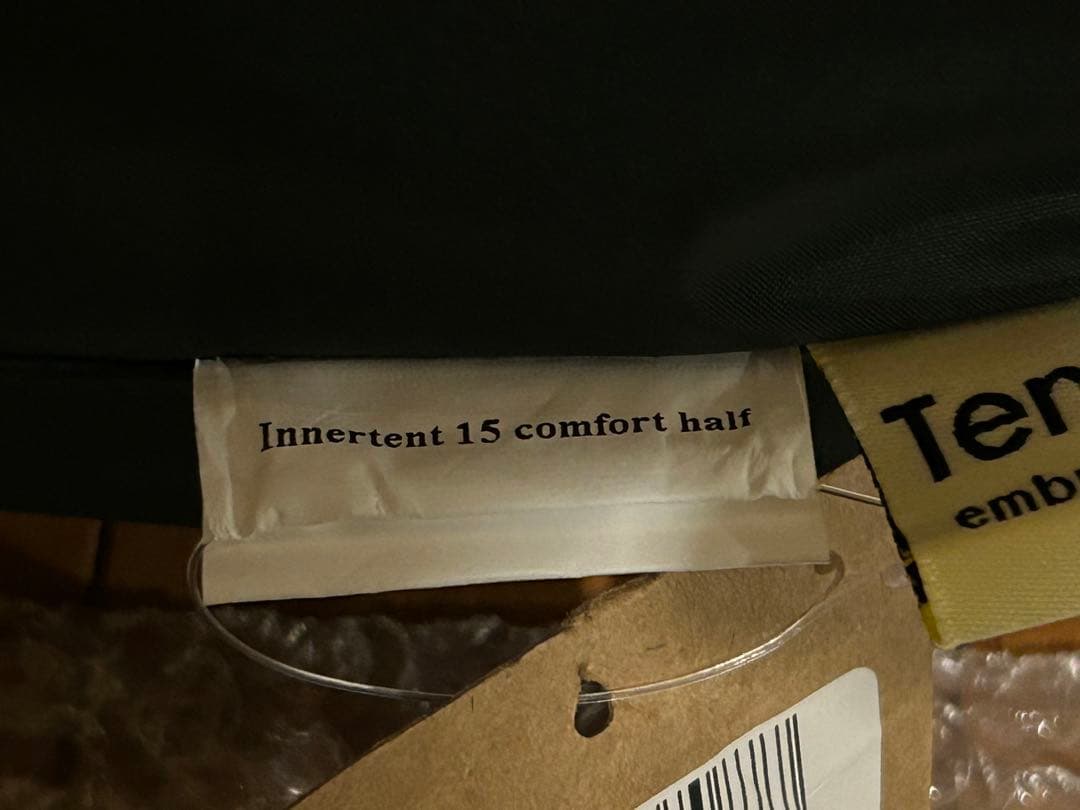 Innertent 15 comfort half
Ten
emb